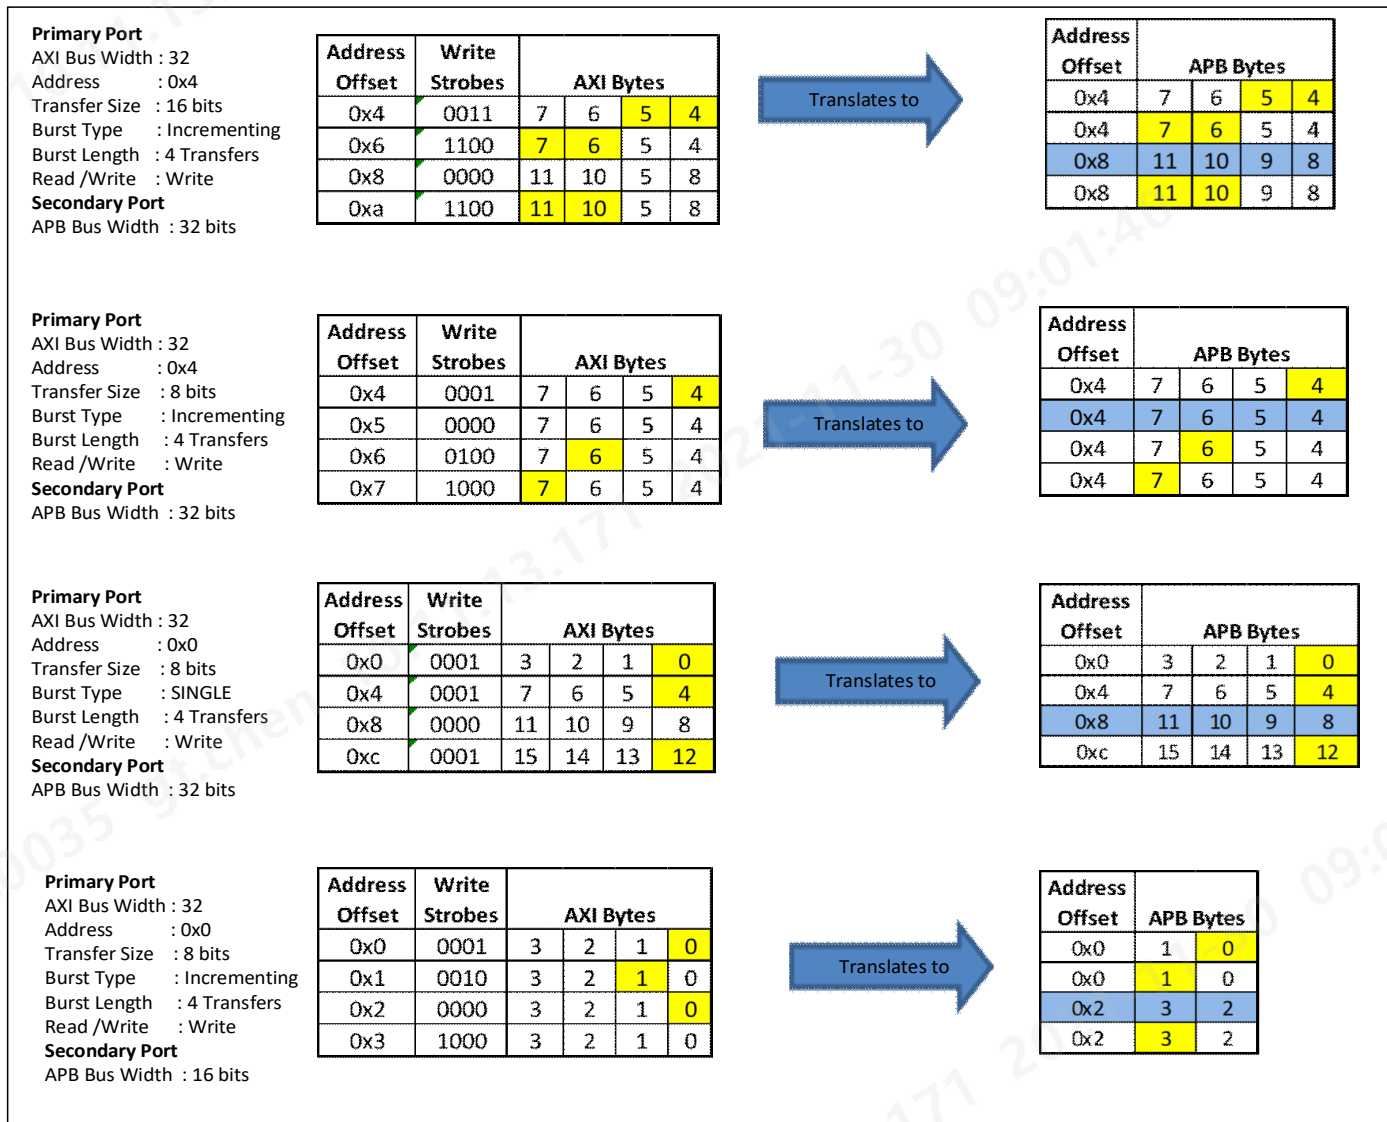 Primary Port
AXI Bus Width : 32
Address : 0x4
Transfer Size : 16 bits
Burst Type : Incrementing
Burst Length : 4 Transfers
Read /Write : Write
Secondary Port
APB Bus Width : 32 bits
Address Offset Write Strobes AXI Bytes
0x4 0011 7 6 5 4
0x6 1100 7 6 5 4
0x8 0000 11 10 5 8
0xa 1100 11 10 5 8
Translates to
Address Offset APB Bytes
0x4 7 6 5 4
0x4 7 6 5 4
0x8 11 10 9 8
0x8 11 10 9 8
Primary Port
AXI Bus Width : 32
Address : 0x4
Transfer Size : 8 bits
Burst Type : Incrementing
Burst Length : 4 Transfers
Read /Write : Write
Secondary Port
APB Bus Width : 32 bits
Address Offset Write Strobes AXI Bytes
0x4 0001 7 6 5 4
0x5 0000 7 6 5 4
0x6 0100 7 6 5 4
0x7 1000 7 6 5 4
Translates to
Address Offset APB Bytes
0x4 7 6 5 4
0x4 7 6 5 4
0x4 7 6 5 4
0x4 7 6 5 4
Primary Port
AXI Bus Width : 32
Address : 0x0
Transfer Size : 8 bits
Burst Type : SINGLE
Burst Length : 4 Transfers
Read /Write : Write
Secondary Port
APB Bus Width : 32 bits
Address Offset Write Strobes AXI Bytes
0x0 0001 3 2 1 0
0x4 0001 7 6 5 4
0x8 0000 11 10 9 8
0xc 0001 15 14 13 12
Translates to
Address Offset APB Bytes
0x0 3 2 1 0
0x4 7 6 5 4
0x8 11 10 9 8
0xc 15 14 13 12
Primary Port
AXI Bus Width : 32
Address : 0x0
Transfer Size : 8 bits
Burst Type : Incrementing
Burst Length : 4 Transfers
Read /Write : Write
Secondary Port
APB Bus Width : 16 bits
Address Offset Write Strobes AXI Bytes
0x0 0001 3 2 1 0
0x1 0010 3 2 1 0
0x2 0000 3 2 1 0
0x3 1000 3 2 1 0
Translates to
Address Offset APB Bytes
0x0 1 0
0x0 1 0
0x2 3 2
0x2 3 2